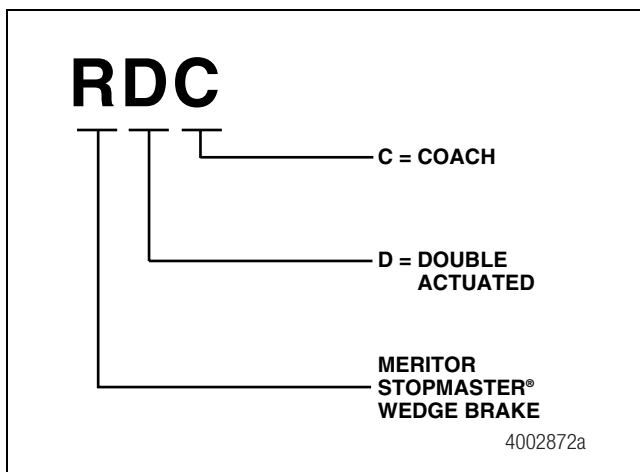 RDC
C = COACH
D = DOUBLE
ACTUATED
MERITOR
STOPMASTER®
WEDGE BRAKE
4002872a